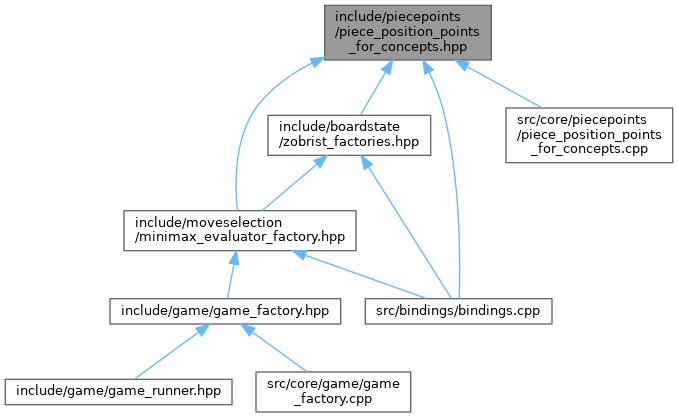 include/piecepoints
/piece_position_points
_for_concepts.hpp
include/boardstate
/zobrist_factories.hpp
src/core/piecepoints
/piece_position_points
_for_concepts.cpp
include/moveselection
/minimax_evaluator_factory.hpp
include/game/game_factory.hpp
src/bindings/bindings.cpp
include/game/game_runner.hpp
src/core/game/game
_factory.cpp